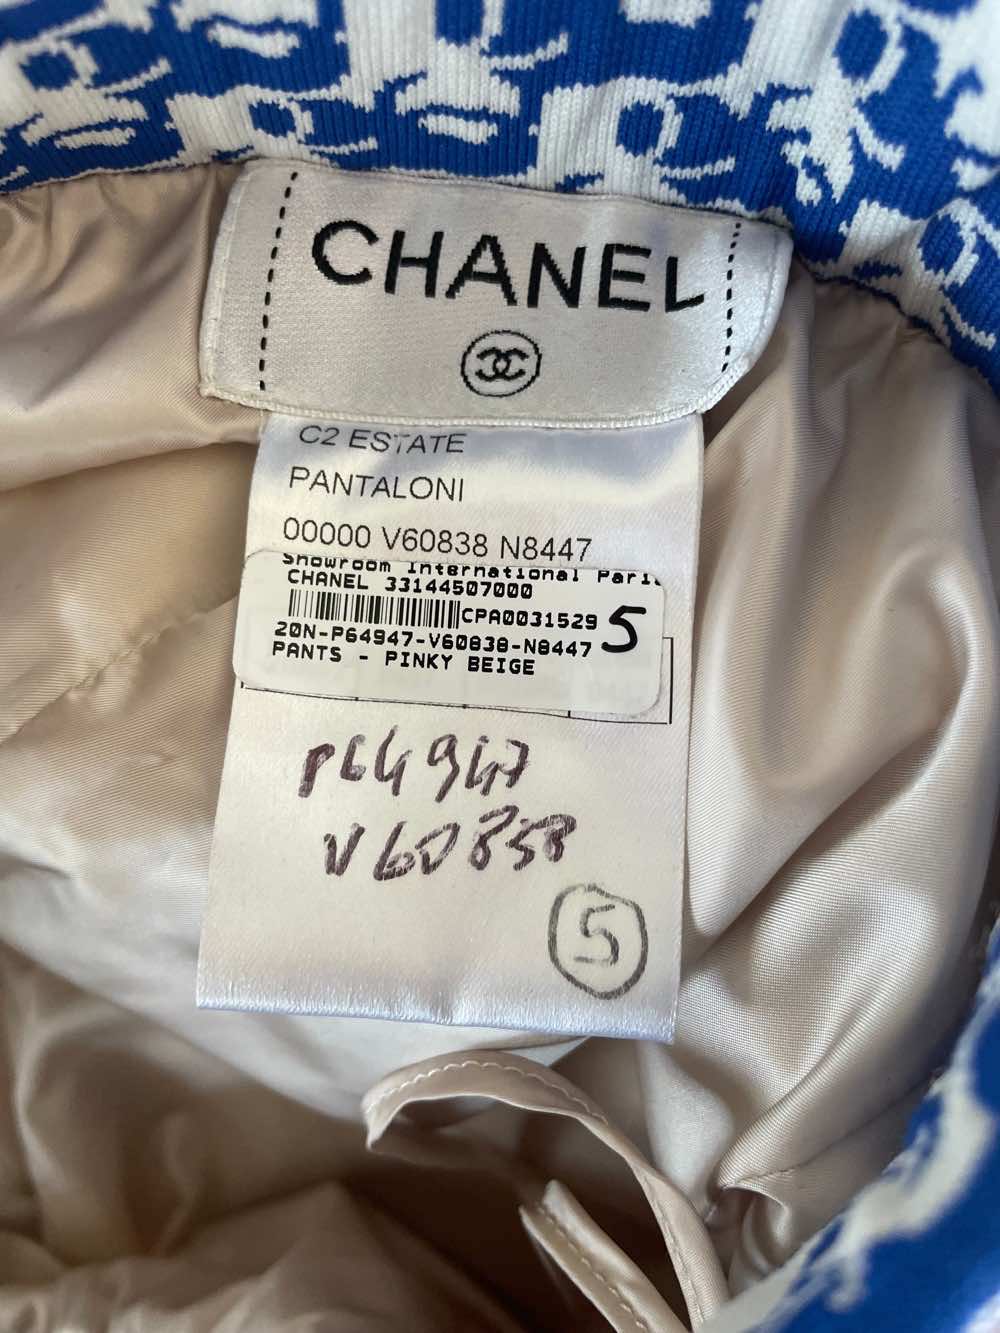 CHANEL
C2 ESTATE
PANTALONI
00000 V60838 N8447
Showroom International Pari
CHANEL 33144507000
CPA0031529 5
20N-P64947-V60838-N8447
PANTS - PINKY BEIGE
P64947
V60838
5